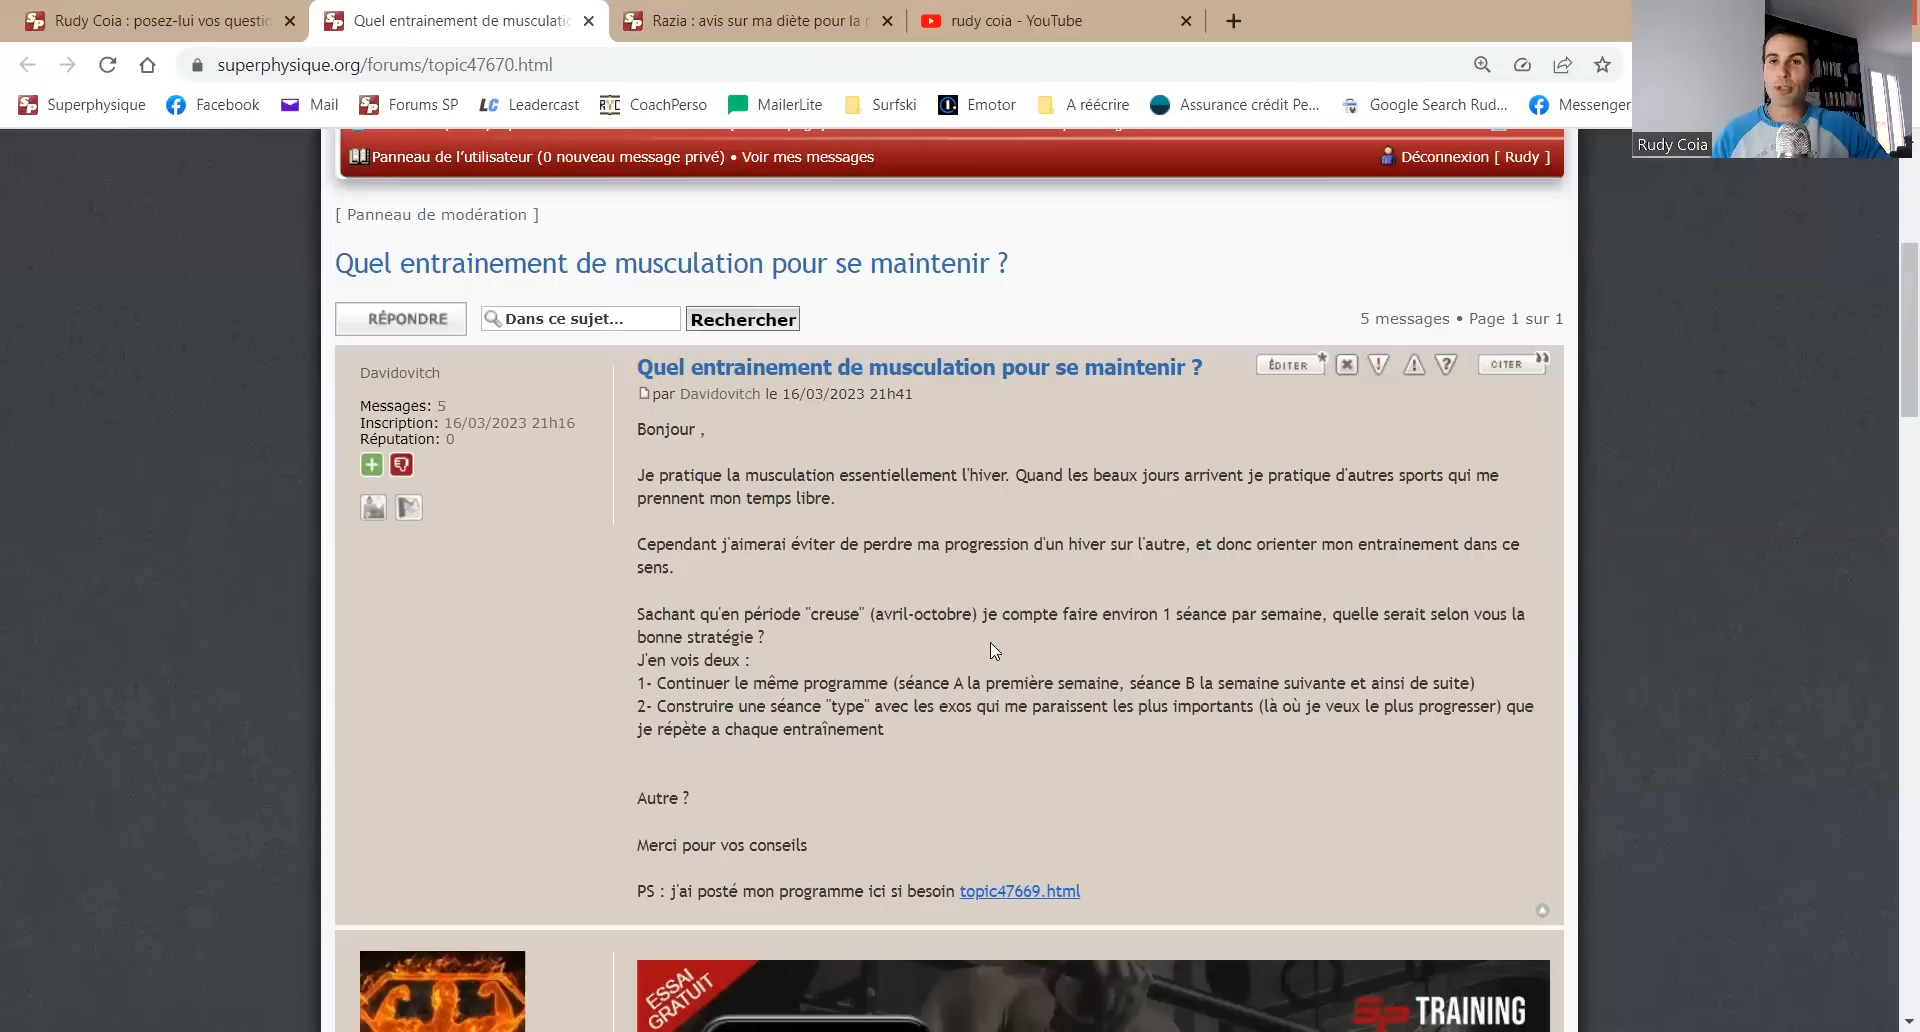 Rudy Coia : posez-lui vos questio
Quel entrainement de musculatio
Razia : avis sur ma diète pour la
rudy coia - YouTube
superphysique.org/forums/topic47670.html
Superphysique
Facebook
Mail
Forums SP
Leadercast
CoachPerso
MailerLite
Surfski
Emotor
A réécrire
Assurance crédit Pe...
Google Search Rud...
Messenger
Rudy Coia
Panneau de l'utilisateur (0 nouveau message privé) • Voir mes messages
Déconnexion [ Rudy ]
[ Panneau de modération ]
Quel entrainement de musculation pour se maintenir ?
RÉPONDRE
Dans ce sujet...
Rechercher
5 messages • Page 1 sur 1
Davidovitch
Messages: 5
Inscription: 16/03/2023 21h16
Réputation: 0
Quel entrainement de musculation pour se maintenir ?
ÉDITER
CITER
par Davidovitch le 16/03/2023 21h41
Bonjour ,
Je pratique la musculation essentiellement l'hiver. Quand les beaux jours arrivent je pratique d'autres sports qui me
prennent mon temps libre.
Cependant j'aimerai éviter de perdre ma progression d'un hiver sur l'autre, et donc orienter mon entrainement dans ce
sens.
Sachant qu'en période "creuse" (avril-octobre) je compte faire environ 1 séance par semaine, quelle serait selon vous la
bonne stratégie ?
J'en vois deux :
1- Continuer le même programme (séance A la première semaine, séance B la semaine suivante et ainsi de suite)
2- Construire une séance "type" avec les exos qui me paraissent les plus importants (là où je veux le plus progresser) que
je répète a chaque entraînement
Autre ?
Merci pour vos conseils
PS : j'ai posté mon programme ici si besoin topic47669.html
ESSAI
GRATUIT
SP TRAINING